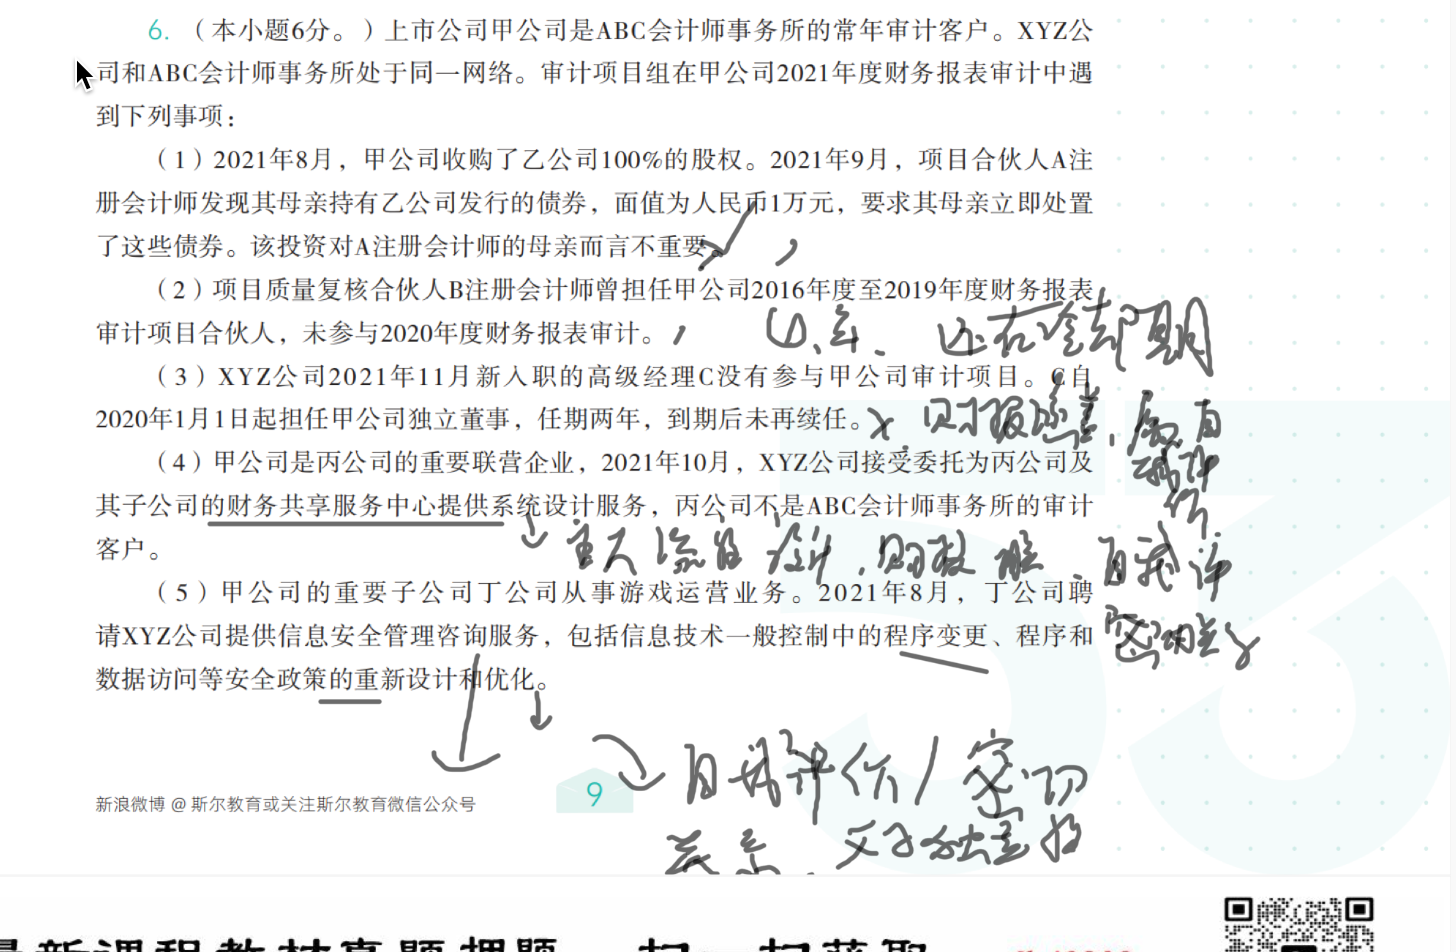 6. （本小题6分。）上市公司甲公司是ABC会计师事务所的常年审计客户。XYZ公
司和ABC会计师事务所处于同一网络。审计项目组在甲公司2021年度财务报表审计中遇
到下列事项：
（1）2021年8月，甲公司收购了乙公司100%的股权。2021年9月，项目合伙人A注
册会计师发现其母亲持有乙公司发行的债券，面值为人民币1万元，要求其母亲立即处置
了这些债券。该投资对A注册会计师的母亲而言不重要。
（2）项目质量复核合伙人B注册会计师曾担任甲公司2016年度至2019年度财务报表
审计项目合伙人，未参与2020年度财务报表审计。
还在冷却期
（3）XYZ公司2021年11月新入职的高级经理C没有参与甲公司审计项目。C自
2020年1月1日起担任甲公司独立董事，任期两年，到期后未再续任。
财报涵盖，
自
（4）甲公司是丙公司的重要联营企业，2021年10月，XYZ公司接受委托为丙公司及
其子公司的财务共享服务中心提供系统设计服务，丙公司不是ABC会计师事务所的审计
客户。
自我评
（5）甲公司的重要子公司丁公司从事游戏运营业务。2021年8月，丁公司聘
请XYZ公司提供信息安全管理咨询服务，包括信息技术一般控制中的程序变更、程序和
密切关
数据访问等安全政策的重新设计和优化。
自我评价/密切
关系
新浪微博 @ 斯尔教育或关注斯尔教育微信公众号
9